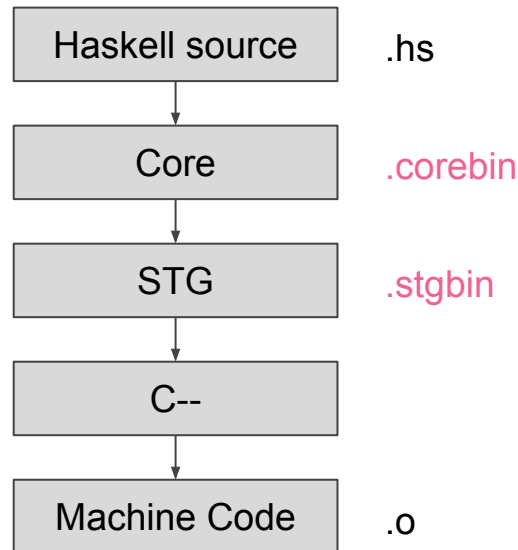 Haskell source .hs
Core .corebin
STG .stgbin
C--
Machine Code .o